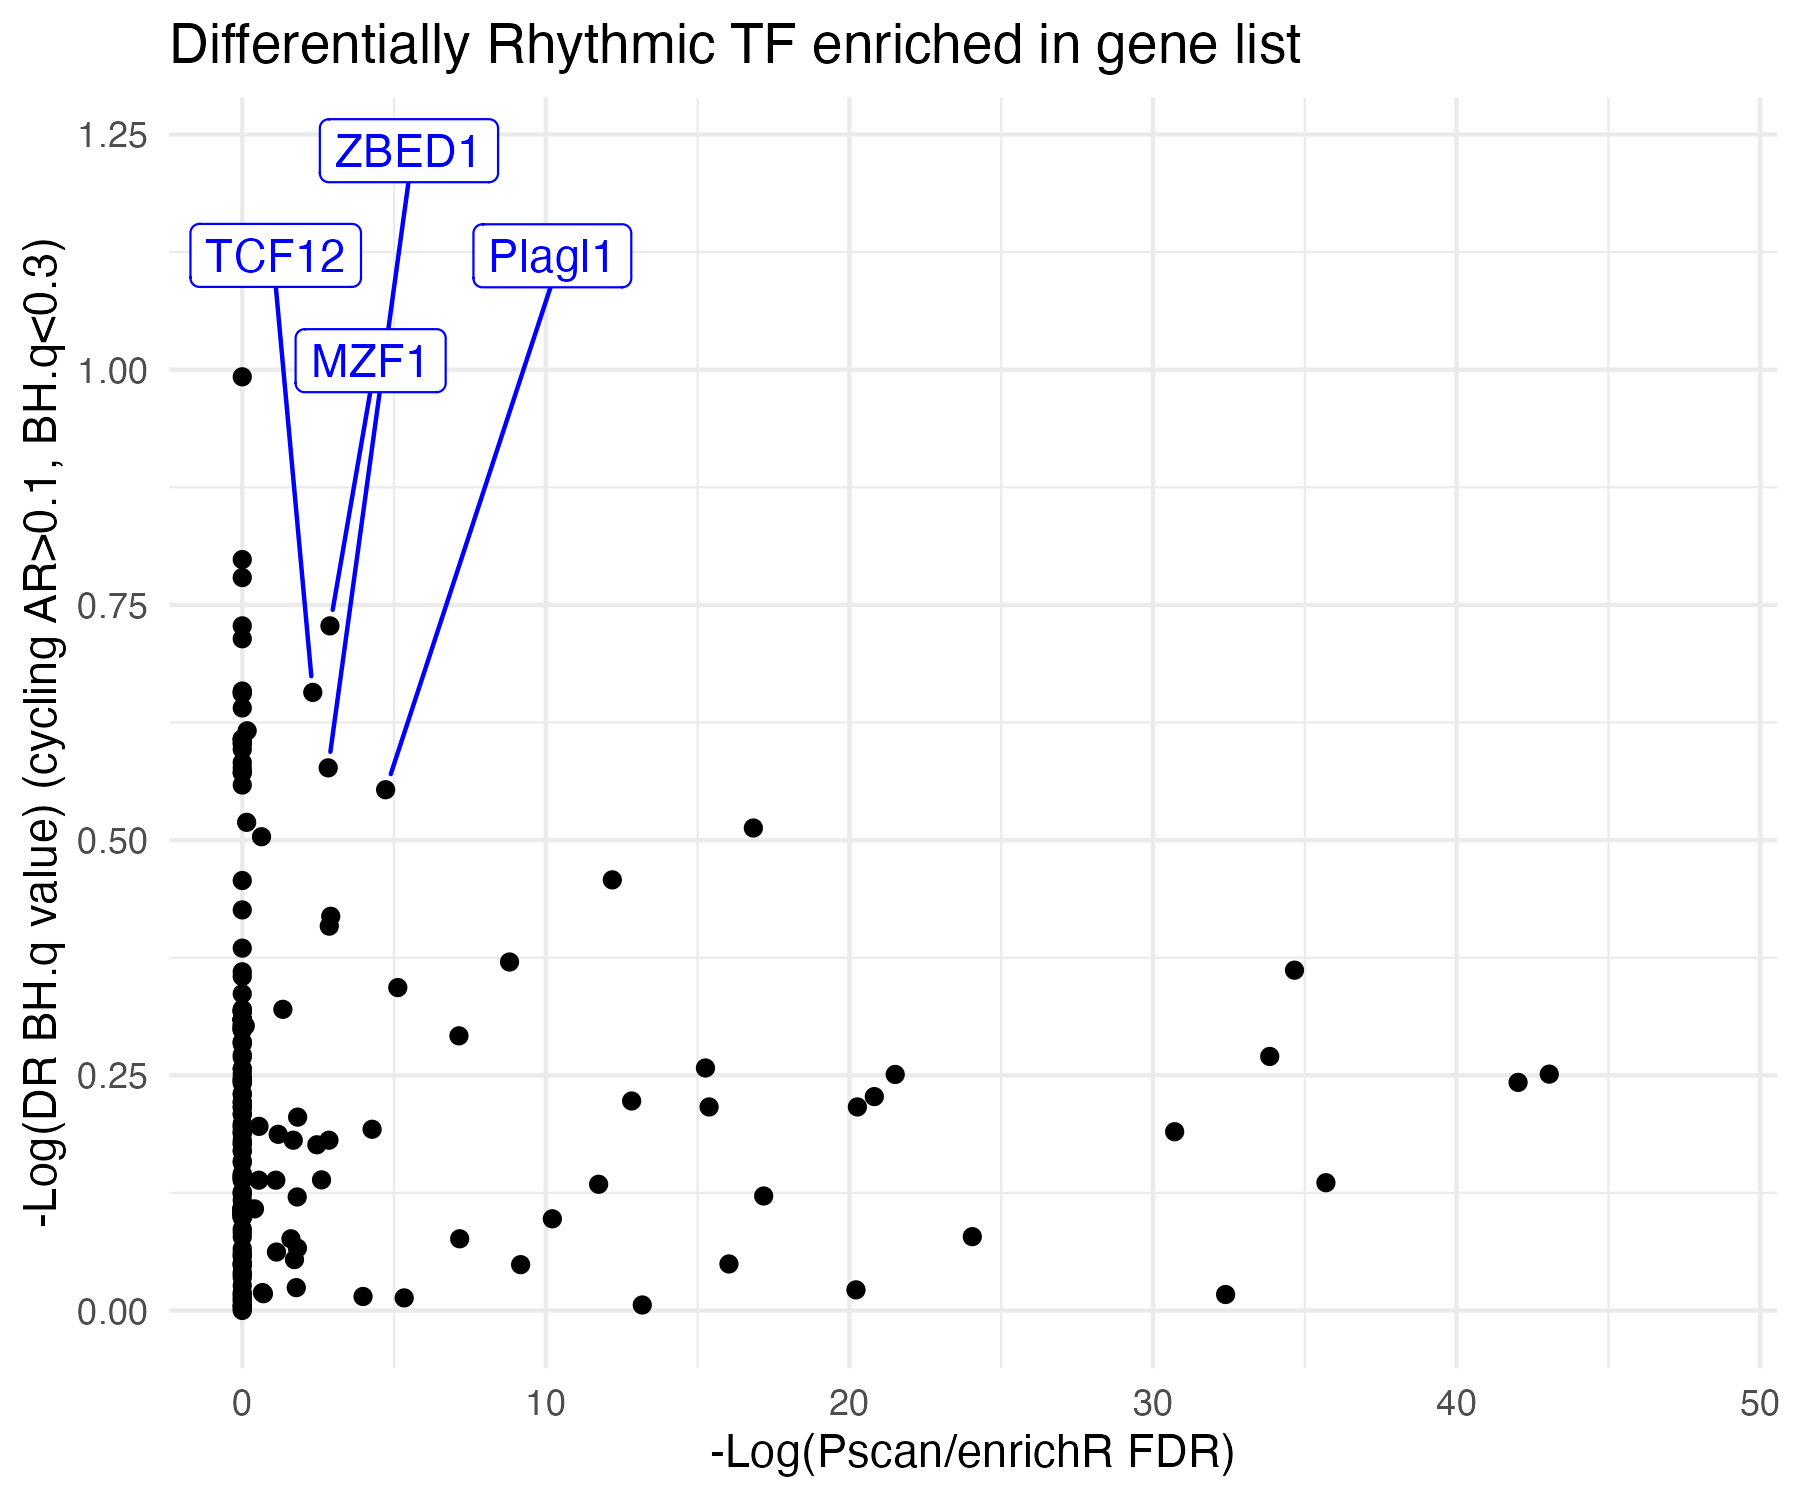 Differentially Rhythmic TF enriched in gene list
-Log(DR BH.q value) (cycling AR>0.1, BH.q<0.3)
1.25
1.00
0.75
0.50
0.25
0.00
ZBED1
TCF12
Plagl1
MZF1
0
10
20
30
40
50
-Log(Pscan/enrichR FDR)